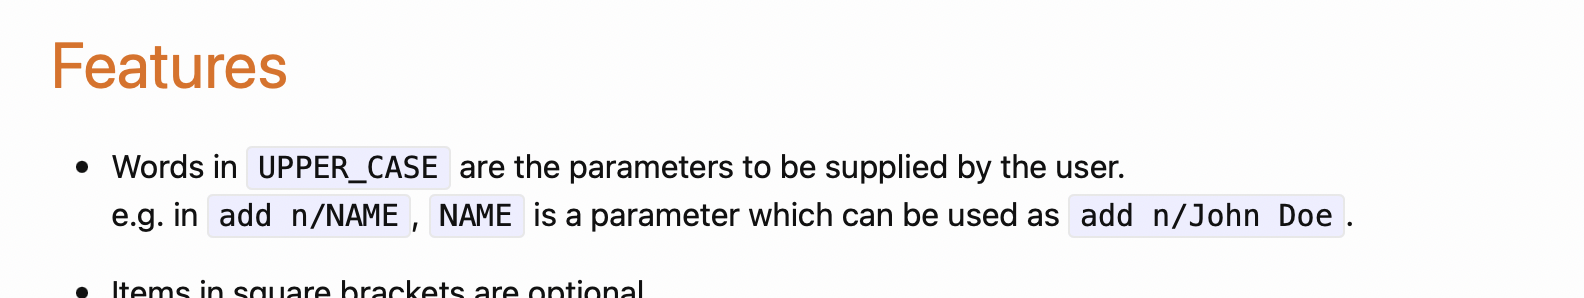 Features
Words in UPPER_CASE are the parameters to be supplied by the user.
e.g. in add n/NAME, NAME is a parameter which can be used as add n/John Doe.
Items in square brackets are optional